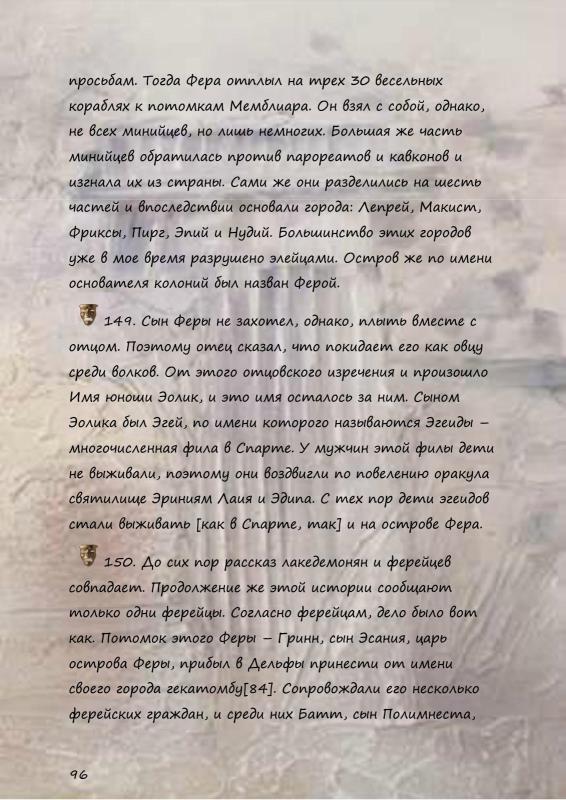 просьбам. Тогда Фера отплыл на трех 30 весельных
кораблях к потомкам Мемблиара. Он взял с собой, однако,
не всех минийцев, но лишь немногих. Большая же часть
минийцев обратилась против парореатов и кавконов и
изгнала их из страны. Сами же они разделились на шесть
частей и впоследствии основали города: Лепрей, Макист,
Фриксы, Пирг, Эпий и Нудий. Большинство этих городов
уже в мое время разрушено элейцами. Остров же по имени
основателя колоний был назван Ферой.
149. Сын Феры не захотел, однако, плыть вместе с
отцом. Поэтому отец сказал, что покидает его как овцу
среди волков. От этого отцовского изречения и произошло
Имя юноши Эолик, и это имя осталось за ним. Сыном
Эолика был Эгей, по имени которого называются Эгеиды –
многочисленная фила в Спарте. У мужчин этой филы дети
не выживали, поэтому они воздвигли по повелению оракула
святилище Эриниям Лаия и Эдипа. С тех пор дети эгеидов
стали выживать [как в Спарте, так] и на острове Фера.
150. До сих пор рассказ лакедемонян и ферейцев
совпадает. Продолжение же этой истории сообщают
только одни ферейцы. Согласно ферейцам, дело было вот
как. Потомок этого Феры – Гринн, сын Эсания, царь
острова Феры, прибыл в Дельфы принести от имени
своего города гекатомбу[84]. Сопровождали его несколько
ферейских граждан, и среди них Батт, сын Полимнеста,
96